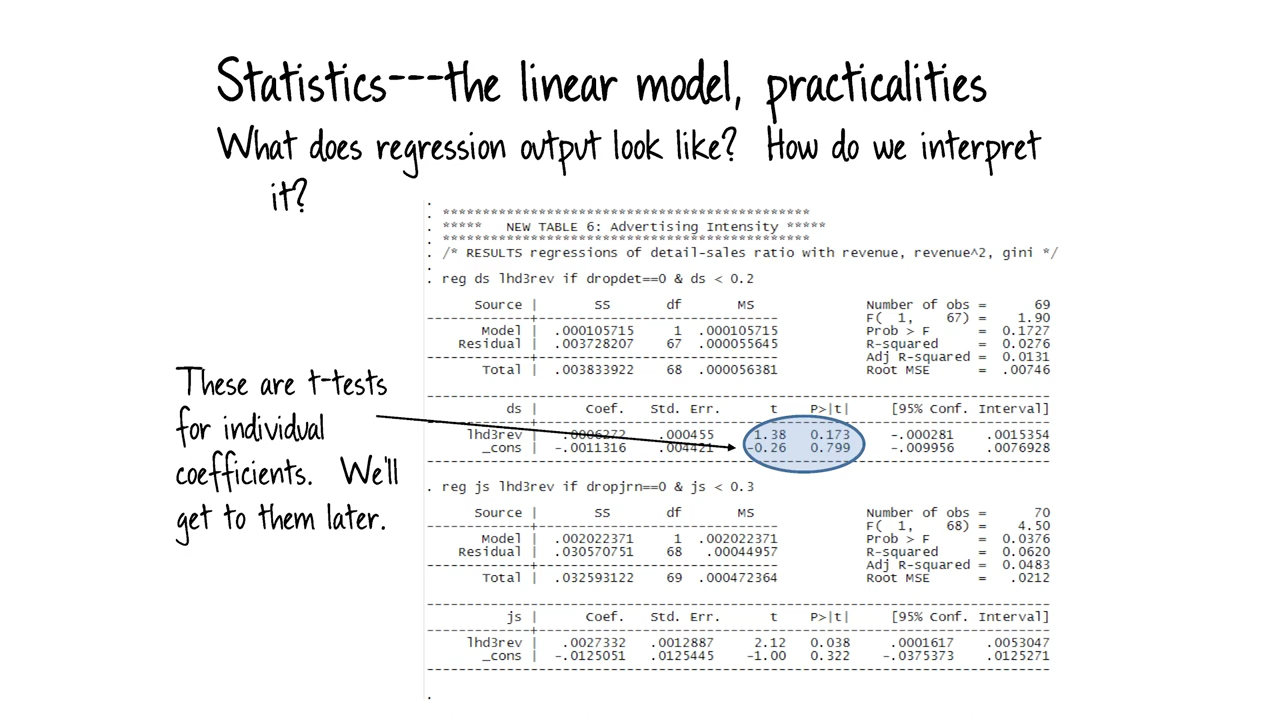 Statistics---the linear model, practicalities
What does regression output look like? How do we interpret
it?
.
. **********************************************
. ***** NEW TABLE 6: Advertising Intensity *****
. **********************************************
. /* RESULTS regressions of detail-sales ratio with revenue, revenue^2, gini */
.
. reg ds lhd3rev if dropdet==0 & ds < 0.2
Source | SS df MS Number of obs = 69
-------------+------------------------------ F( 1, 67) = 1.90
Model | .000105715 1 .000105715 Prob > F = 0.1727
Residual | .003728207 67 .000055645 R-squared = 0.0276
-------------+------------------------------ Adj R-squared = 0.0131
Total | .003833922 68 .000056381 Root MSE = .00746
------------------------------------------------------------------------------
ds | Coef. Std. Err. t P>|t| [95% Conf. Interval]
-------------+----------------------------------------------------------------
lhd3rev | .0006272 .000455 1.38 0.173 -.000281 .0015354
_cons | -.0011316 .004421 -0.26 0.799 -.009956 .0076928
------------------------------------------------------------------------------
These are t-tests
for individual
coefficients. We'll
get to them later.
. reg js lhd3rev if dropjrn==0 & js < 0.3
Source | SS df MS Number of obs = 70
-------------+------------------------------ F( 1, 68) = 4.50
Model | .002022371 1 .002022371 Prob > F = 0.0376
Residual | .030570751 68 .00044957 R-squared = 0.0620
-------------+------------------------------ Adj R-squared = 0.0483
Total | .032593122 69 .000472364 Root MSE = .0212
------------------------------------------------------------------------------
js | Coef. Std. Err. t P>|t| [95% Conf. Interval]
-------------+----------------------------------------------------------------
lhd3rev | .0027332 .0012887 2.12 0.038 .0001617 .0053047
_cons | -.0125051 .0125445 -1.00 0.322 -.0375373 .0125271
------------------------------------------------------------------------------
.